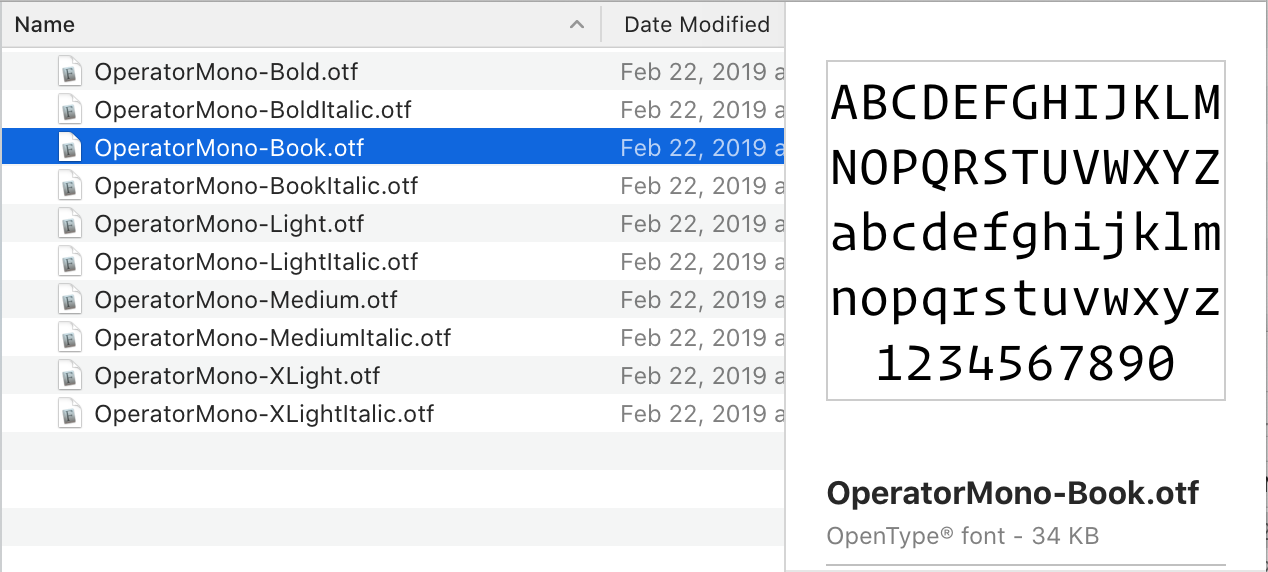 Name Date Modified
OperatorMono-Bold.otf Feb 22, 2019 a
OperatorMono-BoldItalic.otf Feb 22, 2019 a
OperatorMono-Book.otf Feb 22, 2019 a
OperatorMono-BookItalic.otf Feb 22, 2019 a
OperatorMono-Light.otf Feb 22, 2019 a
OperatorMono-LightItalic.otf Feb 22, 2019 a
OperatorMono-Medium.otf Feb 22, 2019 a
OperatorMono-MediumItalic.otf Feb 22, 2019 a
OperatorMono-XLight.otf Feb 22, 2019 a
OperatorMono-XLightItalic.otf Feb 22, 2019 a
ABCDEFGHIJKLM
NOPQRSTUVWXYZ
abcdefghijklm
nopqrstuvwxyz
1234567890
OperatorMono-Book.otf
OpenType® font - 34 KB